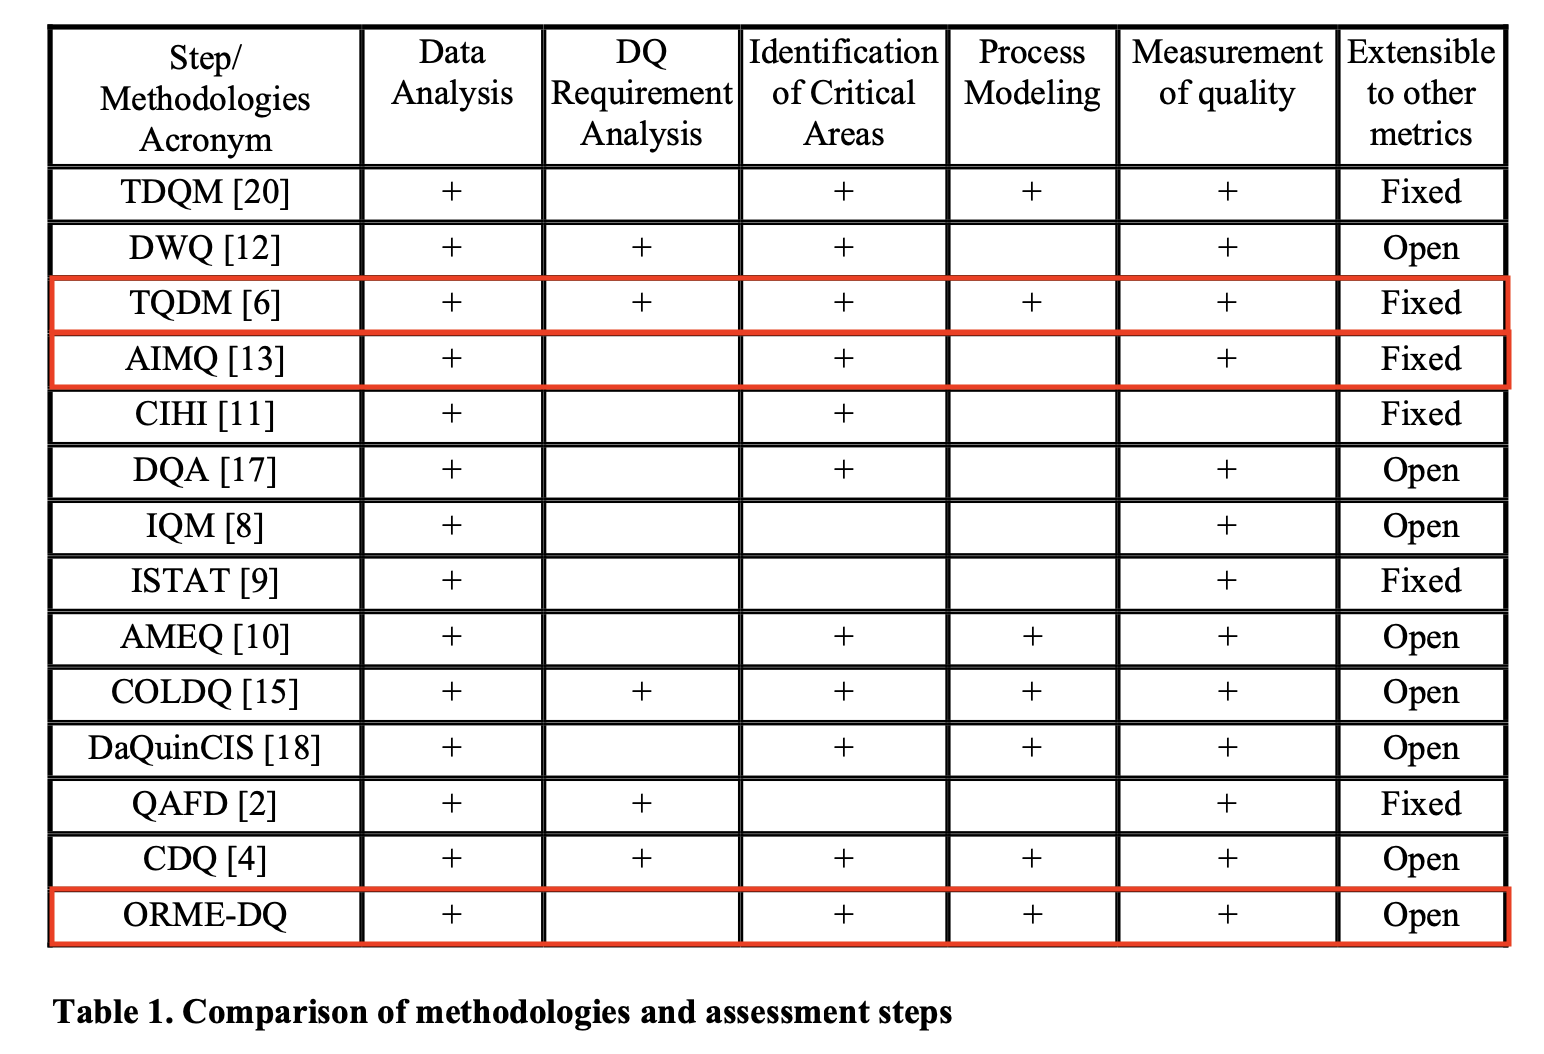 Step/ Methodologies Acronym | Data Analysis | DQ Requirement Analysis | Identification of Critical Areas | Process Modeling | Measurement of quality | Extensible to other metrics
TDQM [20] | + | | + | + | + | Fixed
DWQ [12] | + | + | + | | + | Open
TQDM [6] | + | + | + | + | + | Fixed
AIMQ [13] | + | | + | | + | Fixed
CIHI [11] | + | | + | | | Fixed
DQA [17] | + | | + | | + | Open
IQM [8] | + | | | | + | Open
ISTAT [9] | + | | | | + | Fixed
AMEQ [10] | + | | + | + | + | Open
COLDQ [15] | + | + | + | + | + | Open
DaQuinCIS [18] | + | | + | + | + | Open
QAFD [2] | + | + | | | + | Fixed
CDQ [4] | + | + | + | + | + | Open
ORME-DQ | + | | + | + | + | Open
Table 1. Comparison of methodologies and assessment steps